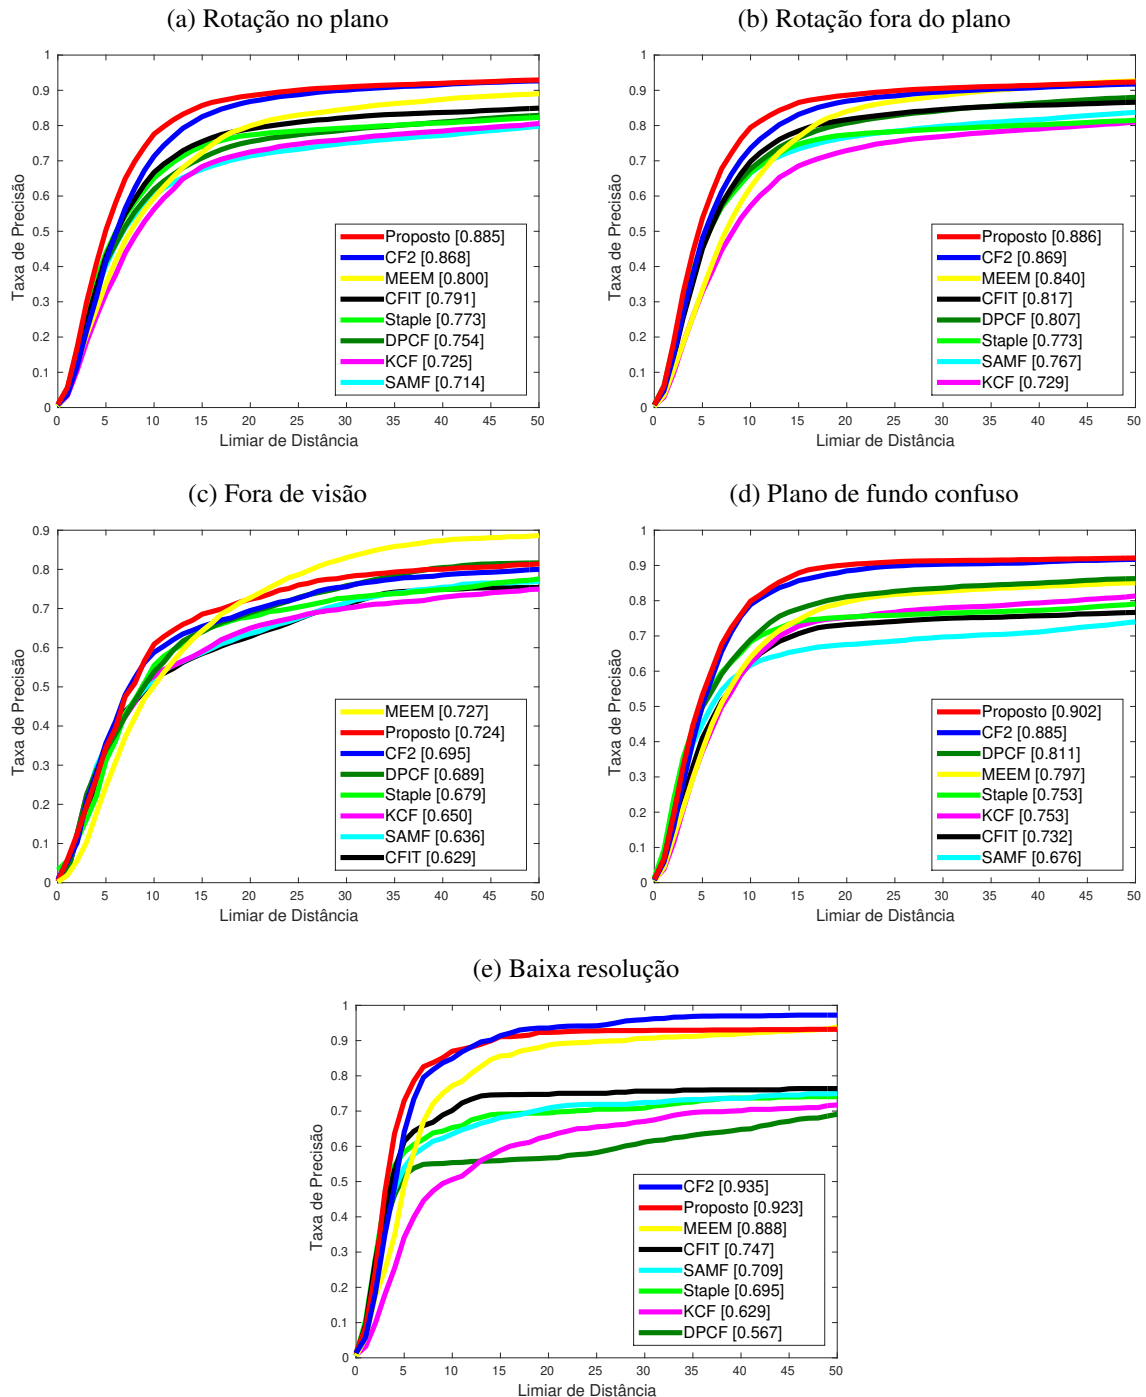 (a) Rotação no plano
1
0.9
0.8
0.7
0.6
0.5
0.4
0.3
0.2
0.1
0
Taxa de Precisão
Proposto [0.885]
CF2 [0.868]
MEEM [0.800]
CFIT [0.791]
Staple [0.773]
DPCF [0.754]
KCF [0.725]
SAMF [0.714]
0 5 10 15 20 25 30 35 40 45 50
Limiar de Distância
(b) Rotação fora do plano
1
0.9
0.8
0.7
0.6
0.5
0.4
0.3
0.2
0.1
0
Taxa de Precisão
Proposto [0.886]
CF2 [0.869]
MEEM [0.840]
CFIT [0.817]
DPCF [0.807]
Staple [0.773]
SAMF [0.767]
KCF [0.729]
0 5 10 15 20 25 30 35 40 45 50
Limiar de Distância
(c) Fora de visão
0.9
0.8
0.7
0.6
0.5
0.4
0.3
0.2
0.1
0
Taxa de Precisão
MEEM [0.727]
Proposto [0.724]
CF2 [0.695]
DPCF [0.689]
Staple [0.679]
KCF [0.650]
SAMF [0.636]
CFIT [0.629]
0 5 10 15 20 25 30 35 40 45 50
Limiar de Distância
(d) Plano de fundo confuso
1
0.9
0.8
0.7
0.6
0.5
0.4
0.3
0.2
0.1
0
Taxa de Precisão
Proposto [0.902]
CF2 [0.885]
DPCF [0.811]
MEEM [0.797]
Staple [0.753]
KCF [0.753]
CFIT [0.732]
SAMF [0.676]
0 5 10 15 20 25 30 35 40 45 50
Limiar de Distância
(e) Baixa resolução
1
0.9
0.8
0.7
0.6
0.5
0.4
0.3
0.2
0.1
0
Taxa de Precisão
CF2 [0.935]
Proposto [0.923]
MEEM [0.888]
CFIT [0.747]
SAMF [0.709]
Staple [0.695]
KCF [0.629]
DPCF [0.567]
0 5 10 15 20 25 30 35 40 45 50
Limiar de Distância